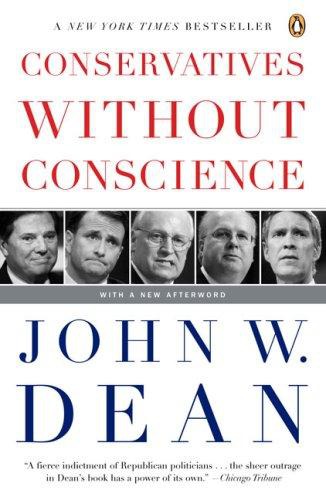 A NEW YORK TIMES BESTSELLER
CONSERVATIVES
WITHOUT
CONSCIENCE
WITH A NEW AFTERWORD
JOHN W.
DEAN
“A fierce indictment of Republican politicians . . . the sheer outrage
in Dean’s book has a power of its own.” —Chicago Tribune